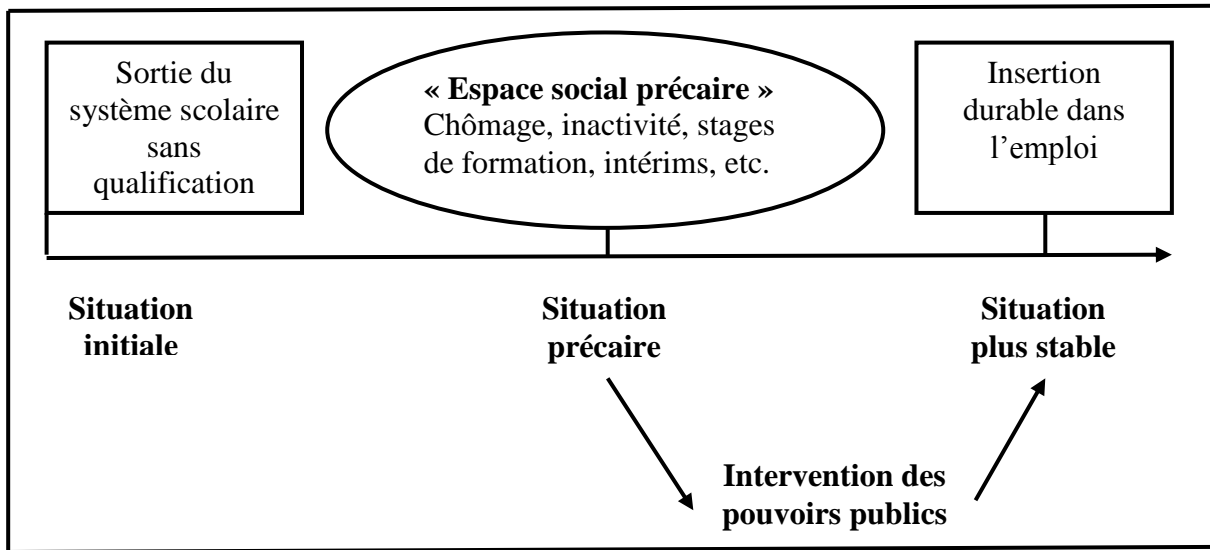 Sortie du
système scolaire
sans
qualification
« Espace social précaire »
Chômage, inactivité, stages
de formation, intérims, etc.
Insertion
durable dans
l’emploi
Situation
initiale
Situation
précaire
Situation
plus stable
Intervention des
pouvoirs publics